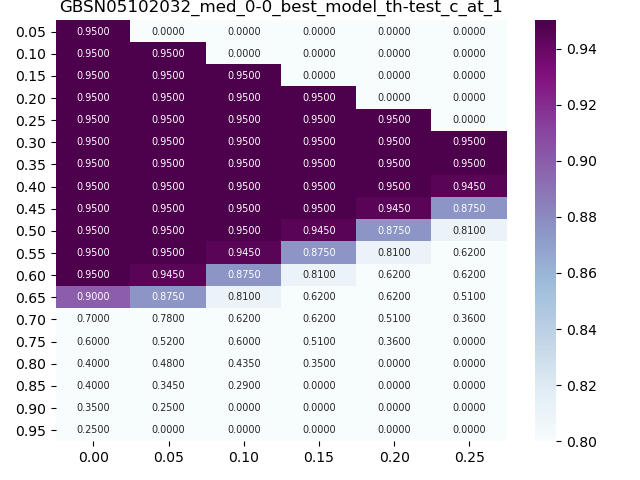 GBSN05102032_med_0-0_best_model_th-test_c_at_1
0.05 0.9500 0.0000 0.0000 0.0000 0.0000 0.0000
0.10 0.9500 0.9500 0.0000 0.0000 0.0000 0.0000
0.15 0.9500 0.9500 0.9500 0.0000 0.0000 0.0000
0.20 0.9500 0.9500 0.9500 0.9500 0.0000 0.0000
0.25 0.9500 0.9500 0.9500 0.9500 0.9500 0.0000
0.30 0.9500 0.9500 0.9500 0.9500 0.9500 0.9500
0.35 0.9500 0.9500 0.9500 0.9500 0.9500 0.9500
0.40 0.9500 0.9500 0.9500 0.9500 0.9500 0.9450
0.45 0.9500 0.9500 0.9500 0.9500 0.9450 0.8750
0.50 0.9500 0.9500 0.9500 0.9450 0.8750 0.8100
0.55 0.9500 0.9500 0.9450 0.8750 0.8100 0.6200
0.60 0.9500 0.9450 0.8750 0.8100 0.6200 0.6200
0.65 0.9000 0.8750 0.8100 0.6200 0.6200 0.5100
0.70 0.7000 0.7800 0.6200 0.6200 0.5100 0.3600
0.75 0.6000 0.5200 0.6000 0.5100 0.3600 0.0000
0.80 0.4000 0.4800 0.4350 0.3500 0.0000 0.0000
0.85 0.4000 0.3450 0.2900 0.0000 0.0000 0.0000
0.90 0.3500 0.2500 0.0000 0.0000 0.0000 0.0000
0.95 0.2500 0.0000 0.0000 0.0000 0.0000 0.0000
0.00 0.05 0.10 0.15 0.20 0.25
0.94
0.92
0.90
0.88
0.86
0.84
0.82
0.80